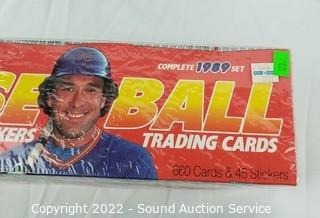 COMPLETE 1989 SET
SEBALL
KERS
TRADING CARDS
660 Cards & 45 Stickers
Copyright 2022 - Sound Auction Service